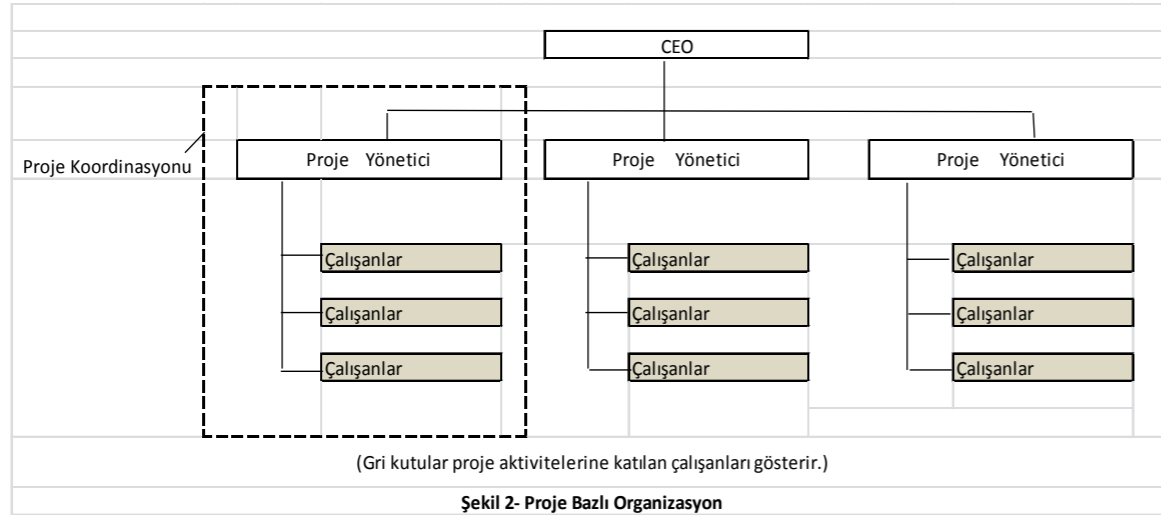 CEO
Proje Koordinasyonu
Proje Yönetici
Proje Yönetici
Proje Yönetici
Çalışanlar
Çalışanlar
Çalışanlar
Çalışanlar
Çalışanlar
Çalışanlar
Çalışanlar
Çalışanlar
Çalışanlar
(Gri kutular proje aktivitelerine katılan çalışanları gösterir.)
Şekil 2- Proje Bazlı Organizasyon